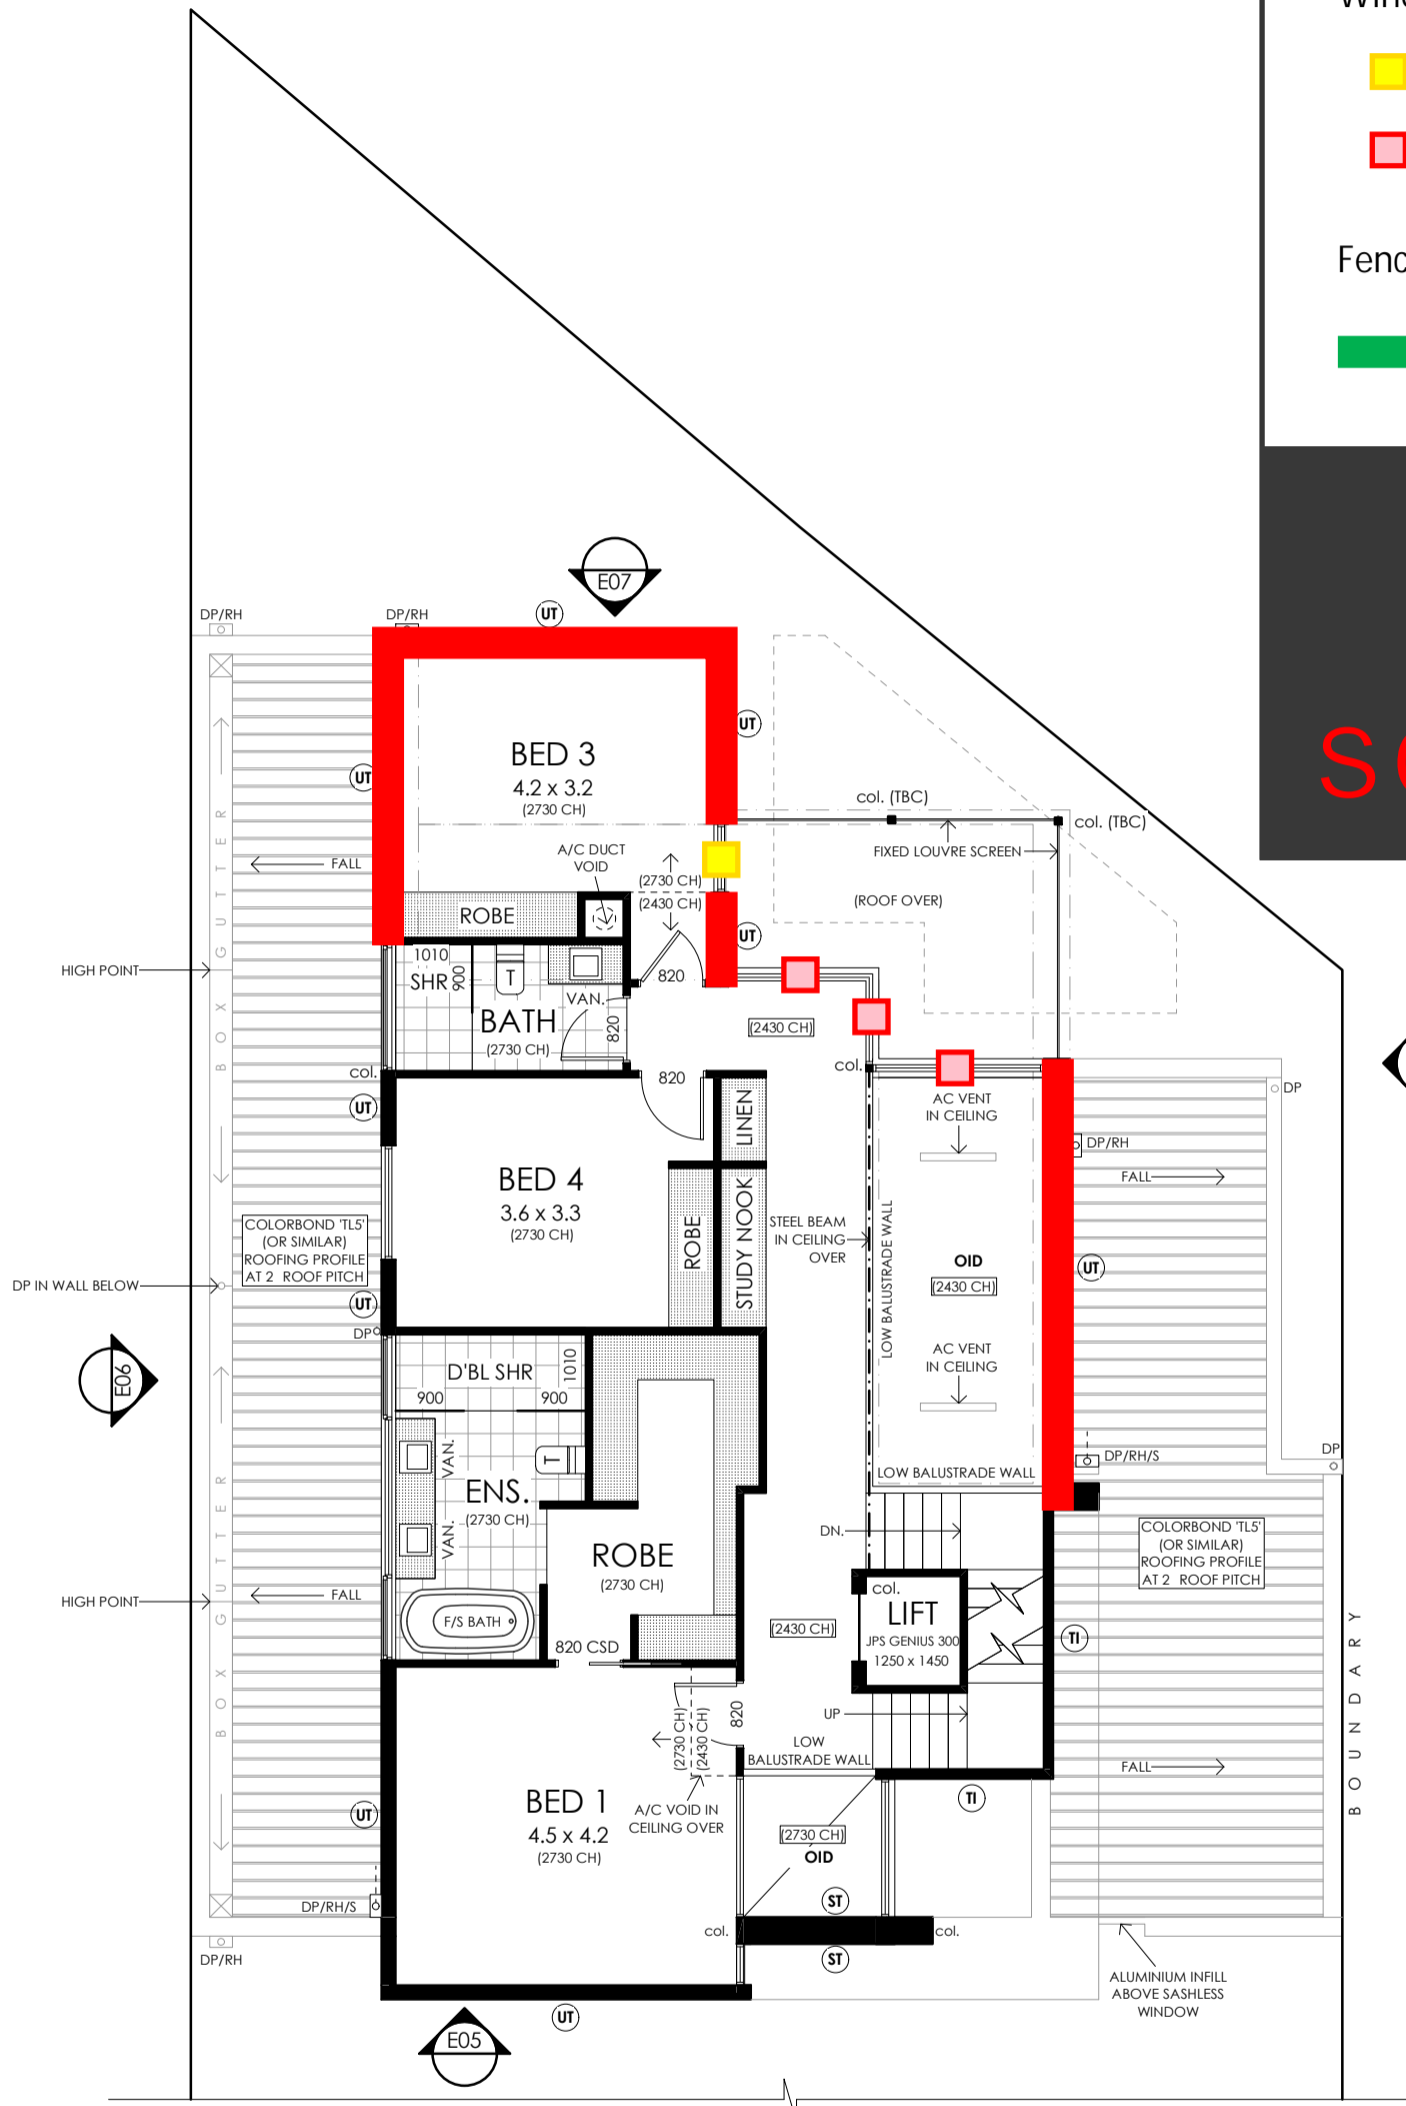 Fenc
S
E07
UT
DP/RH
DP/RH
BED 3
4.2 x 3.2
(2730 CH)
UT
UT
col. (TBC)
col. (TBC)
FIXED LOUVRE SCREEN
A/C DUCT
VOID
FALL
(2730 CH)
(2430 CH)
(ROOF OVER)
ROBE
UT
BOX GUTTER
HIGH POINT
1010
SHR
900
T
VAN.
820
BATH
(2730 CH)
820
(2430 CH)
col.
col.
820
UT
LINEN
AC VENT
IN CEILING
DP
DP/RH
FALL
BED 4
3.6 x 3.3
(2730 CH)
ROBE
STUDY NOOK
STEEL BEAM
IN CEILING
OVER
LOW BALUSTRADE WALL
OID
(2430 CH)
UT
COLORBOND 'TL5'
(OR SIMILAR)
ROOFING PROFILE
AT 2 ROOF PITCH
DP IN WALL BELOW
UT
DP
E06
D'BL SHR
1010
900
900
AC VENT
IN CEILING
VAN.
T
ENS.
(2730 CH)
VAN.
LOW BALUSTRADE WALL
DP/RH/S
DP
DN.
COLORBOND 'TL5'
(OR SIMILAR)
ROOFING PROFILE
AT 2 ROOF PITCH
ROBE
(2730 CH)
BOX GUTTER
HIGH POINT
FALL
F/S BATH
820 CSD
(2430 CH)
col.
LIFT
JPS GENIUS 300
1250 x 1450
TI
BOUNDARY
820
(2730 CH)
(2430 CH)
UP
LOW
BALUSTRADE WALL
FALL
BED 1
4.5 x 4.2
(2730 CH)
A/C VOID IN
CEILING OVER
UT
TI
(2730 CH)
OID
ST
DP/RH/S
col.
col.
ST
DP/RH
ALUMINIUM INFILL
ABOVE SASHLESS
WINDOW
UT
E05